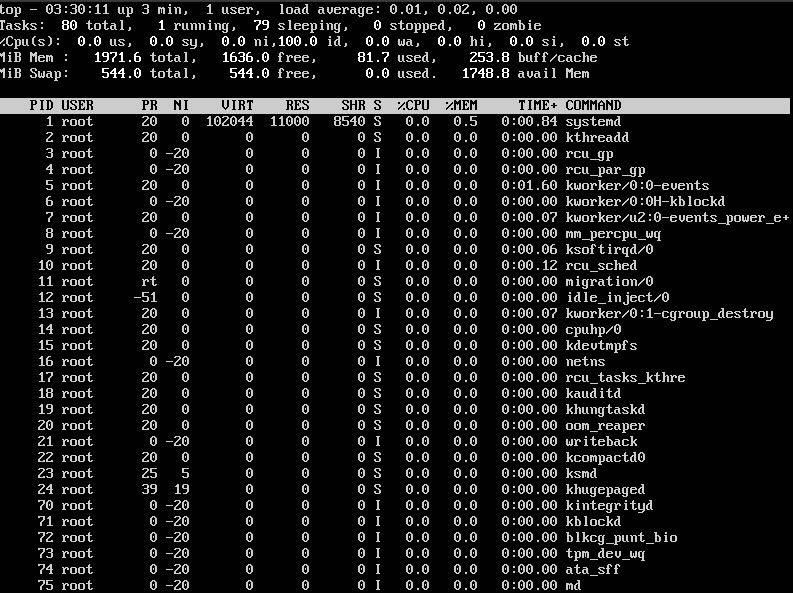 top - 03:30:11 up 3 min,  1 user,  load average: 0.01, 0.02, 0.00
Tasks:  80 total,   1 running,  79 sleeping,   0 stopped,   0 zombie
%Cpu(s):  0.0 us,  0.0 sy,  0.0 ni,100.0 id,  0.0 wa,  0.0 hi,  0.0 si,  0.0 st
MiB Mem :   1971.6 total,   1636.0 free,     81.7 used,    253.8 buff/cache
MiB Swap:    544.0 total,    544.0 free,      0.0 used.   1748.8 avail Mem
PID USER      PR  NI    VIRT    RES    SHR S  %CPU  %MEM     TIME+ COMMAND
1 root      20   0  102044  11000   8540 S   0.0   0.5   0:00.84 systemd
2 root      20   0       0      0      0 S   0.0   0.0   0:00.00 kthreadd
3 root       0 -20       0      0      0 I   0.0   0.0   0:00.00 rcu_gp
4 root       0 -20       0      0      0 I   0.0   0.0   0:00.00 rcu_par_gp
5 root      20   0       0      0      0 I   0.0   0.0   0:01.60 kworker/0:0-events
6 root       0 -20       0      0      0 I   0.0   0.0   0:00.00 kworker/0:0H-kblockd
7 root      20   0       0      0      0 I   0.0   0.0   0:00.07 kworker/u2:0-events_power_e+
8 root       0 -20       0      0      0 I   0.0   0.0   0:00.00 mm_percpu_wq
9 root      20   0       0      0      0 S   0.0   0.0   0:00.06 ksoftirqd/0
10 root      20   0       0      0      0 I   0.0   0.0   0:00.12 rcu_sched
11 root      rt   0       0      0      0 S   0.0   0.0   0:00.00 migration/0
12 root     -51   0       0      0      0 S   0.0   0.0   0:00.00 idle_inject/0
13 root      20   0       0      0      0 I   0.0   0.0   0:00.07 kworker/0:1-cgroup_destroy
14 root      20   0       0      0      0 S   0.0   0.0   0:00.00 cpuhp/0
15 root      20   0       0      0      0 S   0.0   0.0   0:00.00 kdevtmpfs
16 root       0 -20       0      0      0 I   0.0   0.0   0:00.00 netns
17 root      20   0       0      0      0 S   0.0   0.0   0:00.00 rcu_tasks_kthre
18 root      20   0       0      0      0 S   0.0   0.0   0:00.00 kauditd
19 root      20   0       0      0      0 S   0.0   0.0   0:00.00 khungtaskd
20 root      20   0       0      0      0 S   0.0   0.0   0:00.00 oom_reaper
21 root       0 -20       0      0      0 I   0.0   0.0   0:00.00 writeback
22 root      20   0       0      0      0 S   0.0   0.0   0:00.00 kcompactd0
23 root      25   5       0      0      0 S   0.0   0.0   0:00.00 ksmd
24 root      39  19       0      0      0 S   0.0   0.0   0:00.00 khugepaged
70 root       0 -20       0      0      0 I   0.0   0.0   0:00.00 kintegrityd
71 root       0 -20       0      0      0 I   0.0   0.0   0:00.00 kblockd
72 root       0 -20       0      0      0 I   0.0   0.0   0:00.00 blkcg_punt_bio
73 root       0 -20       0      0      0 I   0.0   0.0   0:00.00 tpm_dev_wq
74 root       0 -20       0      0      0 I   0.0   0.0   0:00.00 ata_sff
75 root       0 -20       0      0      0 I   0.0   0.0   0:00.00 md